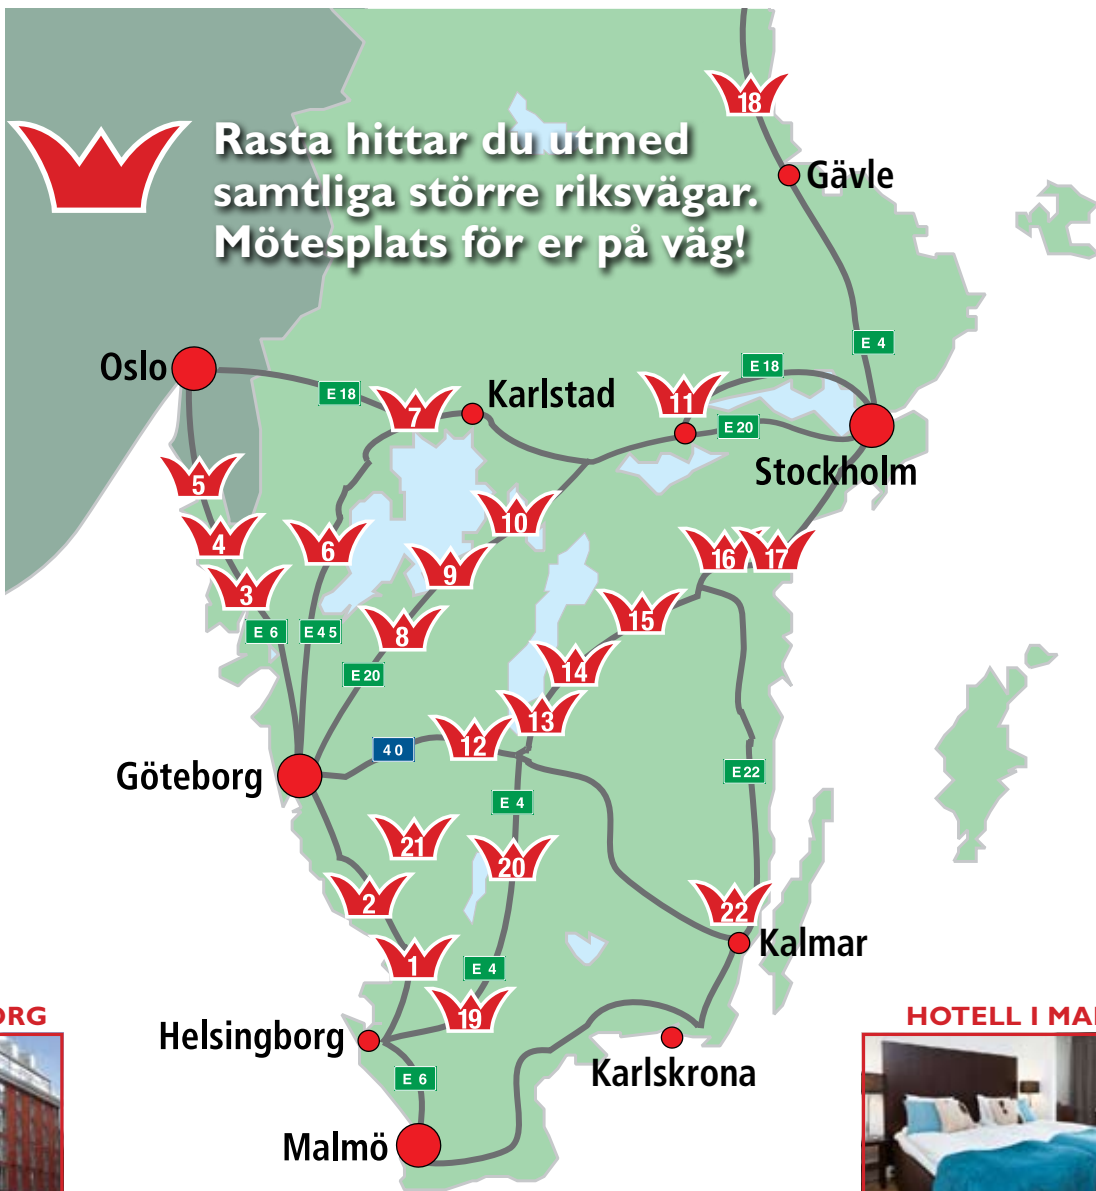 18
Rasta hittar du utmed
samtliga större riksvägar.
Mötesplats för er på väg!
Gävle
E 4
Oslo
E 18
E 18
7
Karlstad
11
E 20
Stockholm
5
10
4
6
16
17
9
3
15
E 6
E 45
8
14
E 20
13
12
40
Göteborg
E 22
E 4
21
20
2
22
Kalmar
1
E 4
19
ORG
HOTELL I MA
Helsingborg
Karlskrona
E 6
Malmö